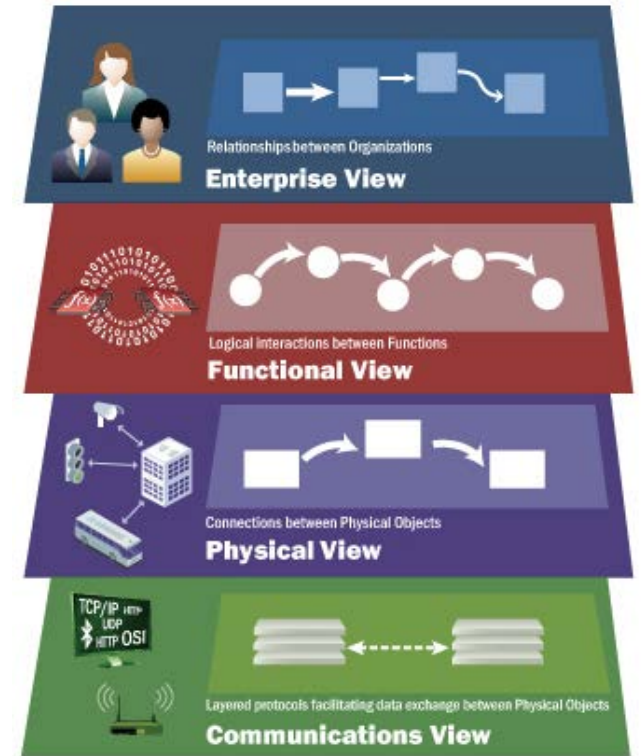 Relationships between Organizations
Enterprise View
f(x)
f(x)
Logical interactions between Functions
Functional View
Connections between Physical Objects
Physical View
TCP/IP HTTP
UDP
HTTP OSI
Layered protocols facilitating data exchange between Physical Objects
Communications View